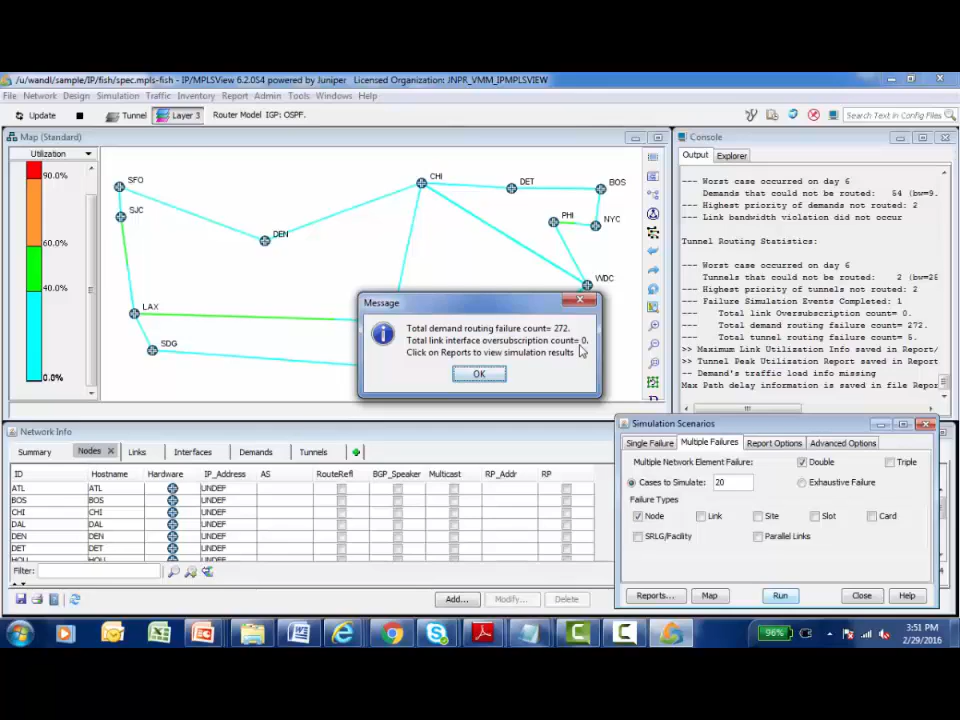 /u/wandl/sample/IP/fish/spec.mpls-fish - IP/MPLSView 6.2.0S4 powered by Juniper   Licensed Organization: JNPR_VMM_IPMPLSVIEW
File Network Design Simulation Traffic Inventory Report Admin Tools Windows Help
Update Tunnel Layer 3 Router Model IGP: OSPF.
Search Text in Config Files
Map (Standard)
Utilization
90.0%
60.0%
40.0%
0.0%
SFO
SJC
DEN
LAX
SDG
CHI
DET
BOS
PHI
NYC
WDC
Console
Output Explorer
--- Worst case occurred on day 6
Demands that could not be routed: 54 (bw=9.
--- Highest priority of demands not routed: 2
-- Link bandwidth violation did not occur
Tunnel Routing Statistics:
--- Worst case occurred on day 6
Tunnels that could not be routed: 2 (bw=25
--- Highest priority of tunnels not routed: 2
--- Failure Simulation Events Completed: 1
--- Total link Oversubscription count= 0.
--- Total demand routing failure count= 272.
--- Total tunnel routing failure count= 5.
>> Maximum Link Utilization Info saved in Report/
>> Tunnel Peak Utilization Report saved in Report
-- Demand's traffic load info missing
Max Path delay information is saved in file Repor
Message
Total demand routing failure count= 272.
Total link interface oversubscription count= 0.
Click on Reports to view simulation results
OK
Network Info
Summary Nodes Links Interfaces Demands Tunnels
ID Hostname Hardware IP_Address AS RouteRefl BGP_Speaker Multicast RP_Addr RP
ATL ATL UNDEF
BOS BOS UNDEF
CHI CHI UNDEF
DAL DAL UNDEF
DEN DEN UNDEF
DET DET UNDEF
HOU HOU UNDEF
Filter:
Add... Modify... Delete
Simulation Scenarios
Single Failure Multiple Failures Report Options Advanced Options
Multiple Network Element Failure: Double Triple
Cases to Simulate: 20 Exhaustive Failure
Failure Types
Node Link Site Slot Card
SRLG/Facility Parallel Links
Reports... Map Run Close Help
96%
3:51 PM
2/29/2016